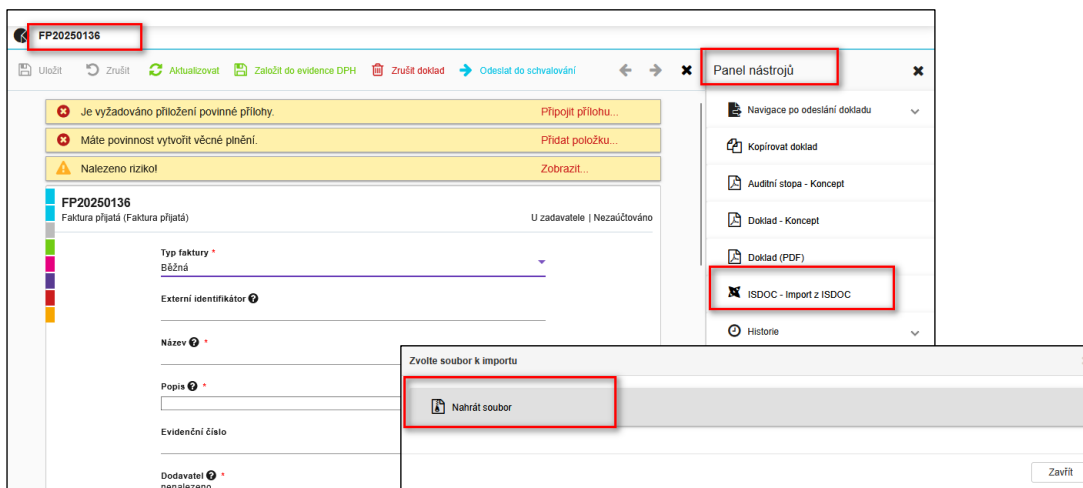 FP20250136
Uložit Zrušit Aktualizovat Založit do evidence DPH Zrušit doklad Odeslat do schvalování
Je vyžadováno přiložení povinné přílohy. Připojit přílohu...
Máte povinnost vytvořit věcné plnění. Přidat položku...
Nalezeno riziko! Zobrazit...
FP20250136
Faktura přijatá (Faktura přijatá) U zadavatele | Nezaúčtováno
Typ faktury *
Běžná
Externí identifikátor
Název *
Popis *
Evidenční číslo
Dodavatel *
nenalezeno
Panel nástrojů
Navigace po odeslání dokladu
Kopírovat doklad
Auditní stopa - Koncept
Doklad - Koncept
Doklad (PDF)
ISDOC - Import z ISDOC
Historie
Zvolte soubor k importu
Nahrát soubor
Zavřít